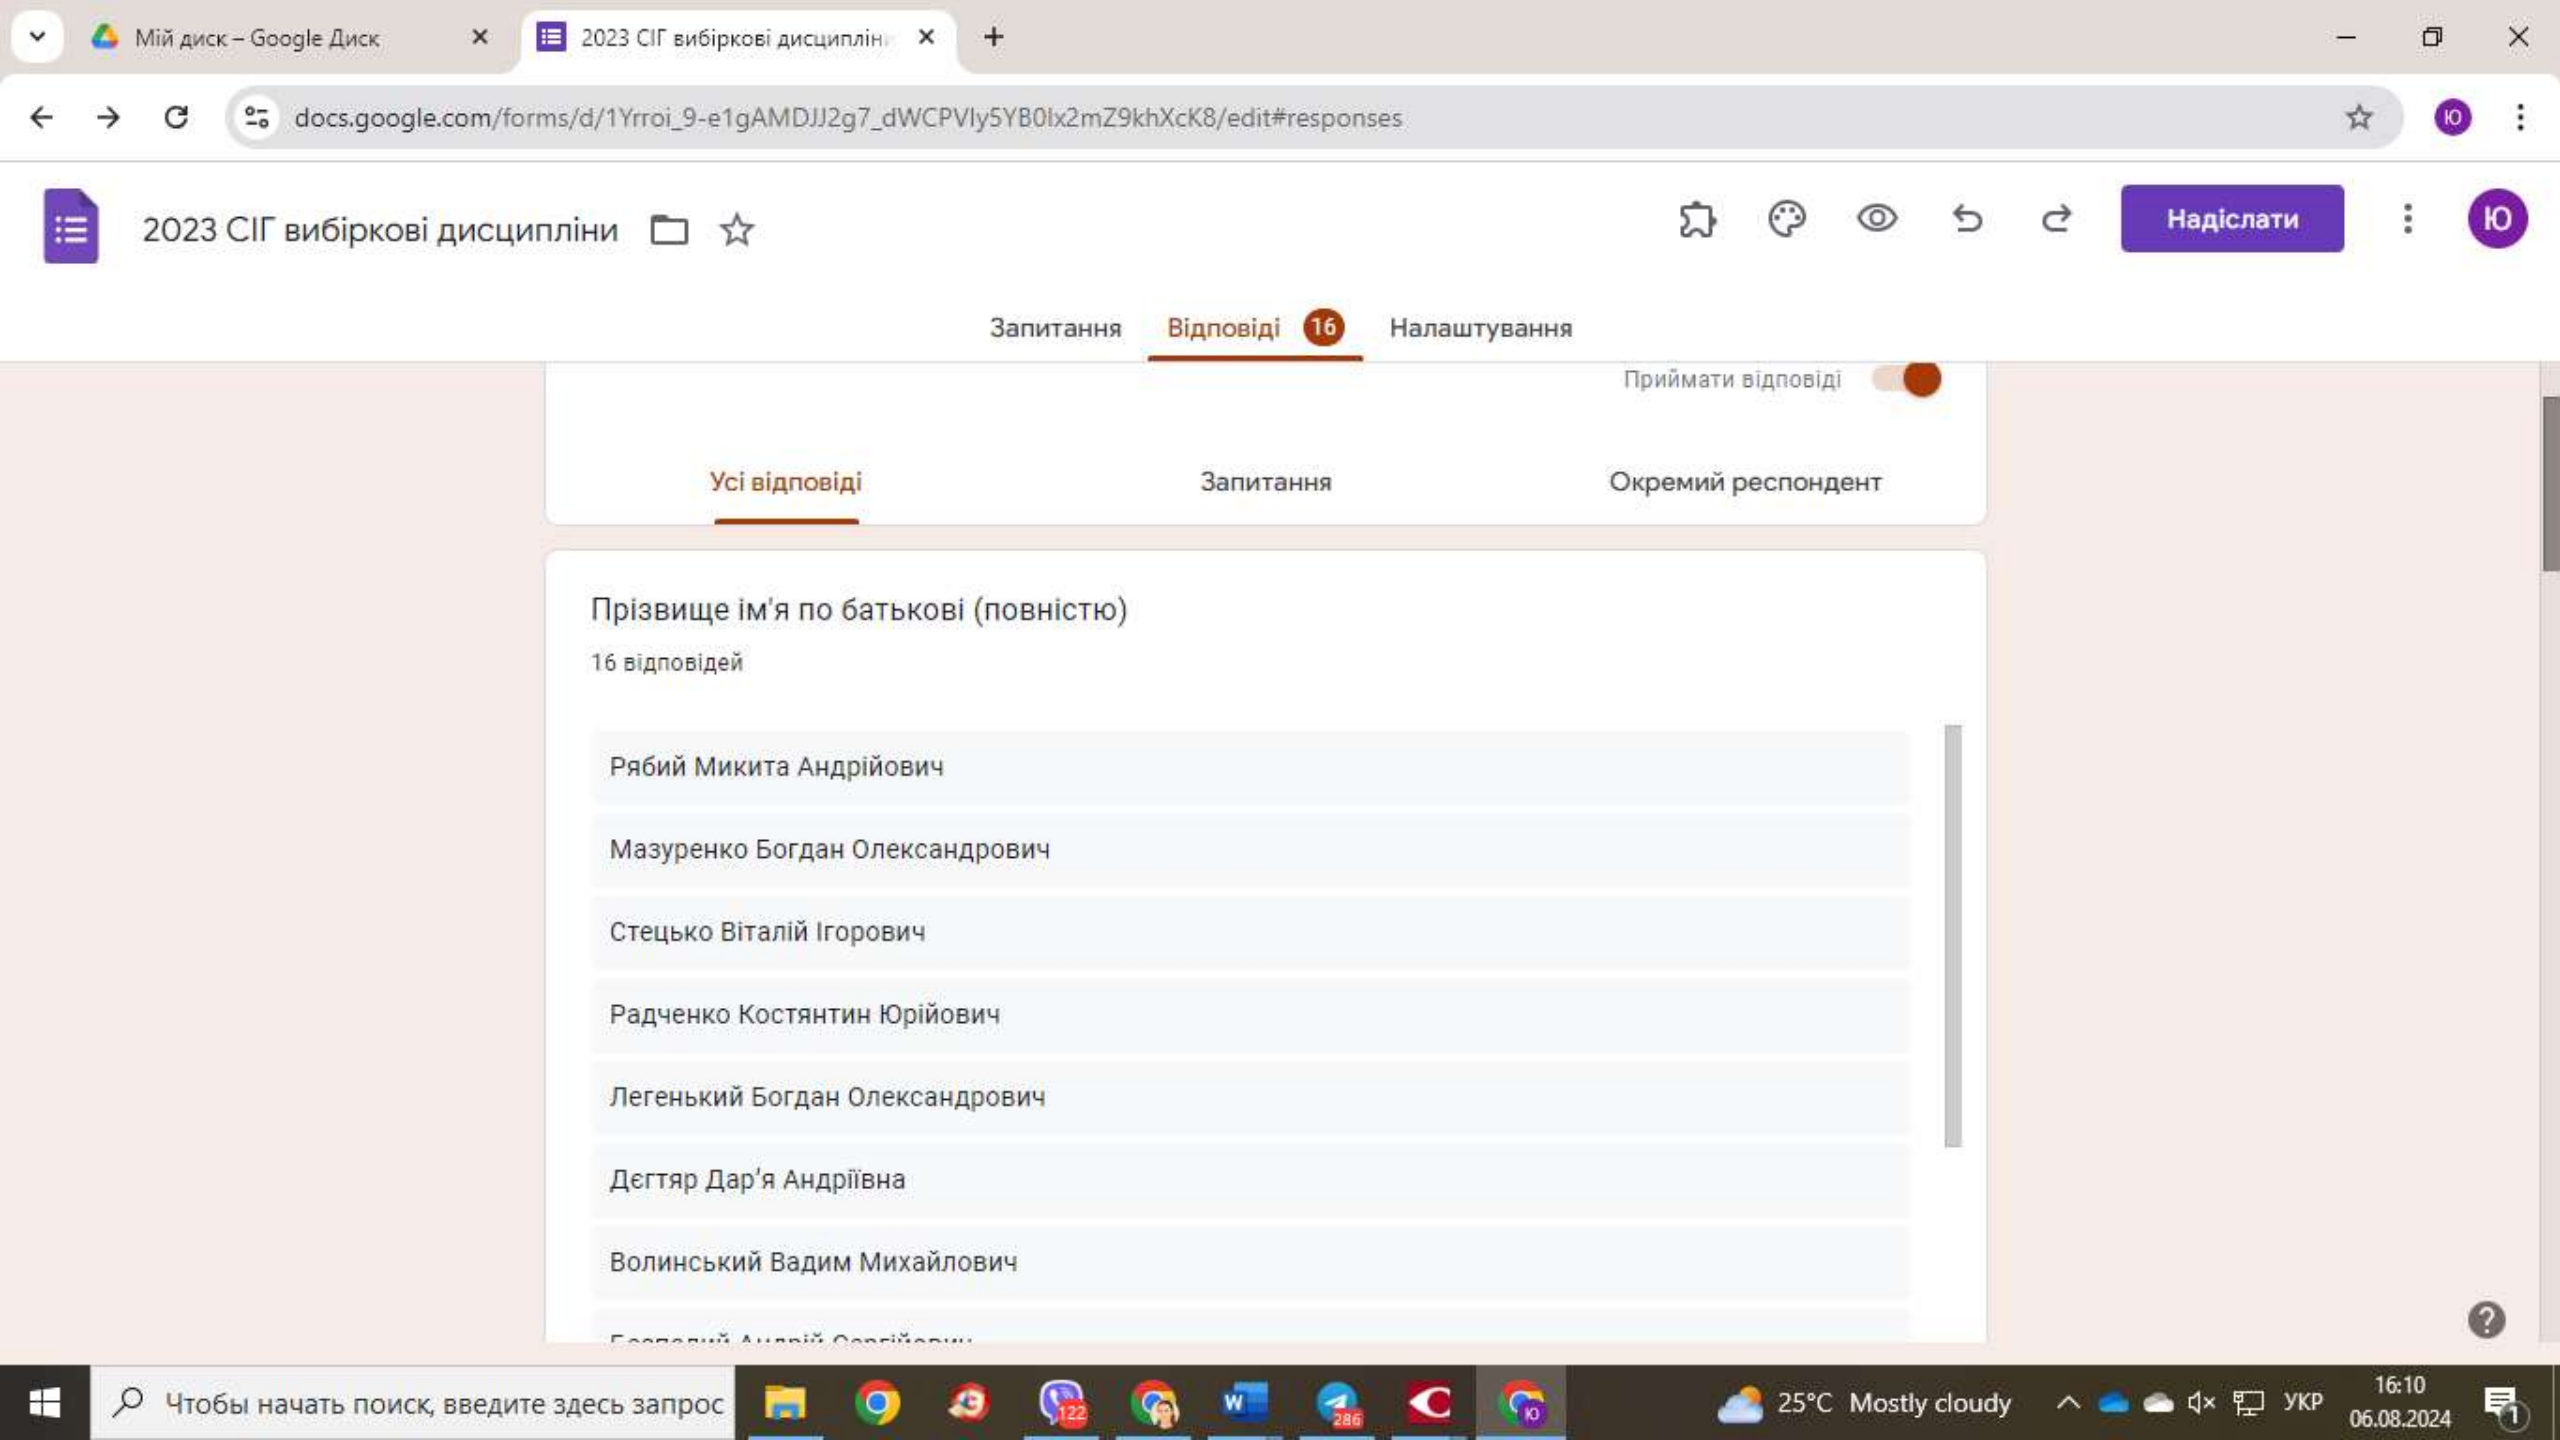 Мій диск – Google Диск
2023 СІГ вибіркові дисциплін
docs.google.com/forms/d/1Yrroi_9-e1gAMDJJ2g7_dWCPVIy5YB0Ix2mZ9khXcK8/edit#responses
Ю
2023 СІГ вибіркові дисципліни
Надіслати
Ю
Запитання Відповіді 16 Налаштування
Приймати відповіді
Усі відповіді Запитання Окремий респондент
Прізвище ім'я по батькові (повністю)
16 відповідей
Рябий Микита Андрійович
Мазуренко Богдан Олександрович
Стецько Віталій Ігорович
Радченко Костянтин Юрійович
Легенький Богдан Олександрович
Дєгтяр Дар'я Андріївна
Волинський Вадим Михайлович
Андрій Сергійович
Чтобы начать поиск, введите здесь запрос
122
W
286
Ю
25°C Mostly cloudy
УКР
16:10
06.08.2024
1